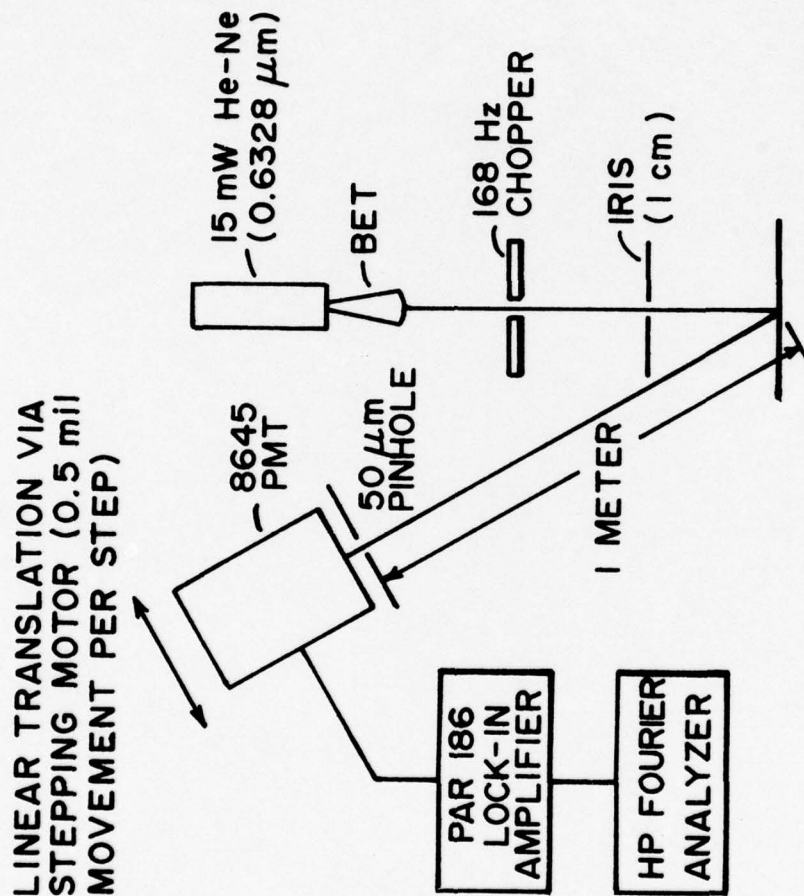 LINEAR TRANSLATION VIA
STEPPING MOTOR (0.5 mil
MOVEMENT PER STEP)
15 mW He-Ne
(0.6328 µm)
BET
8645
PMT
50 µm
PINHOLE
168 Hz
CHOPPER
IRIS
(1 cm)
1 METER
PAR 186
LOCK-IN
AMPLIFIER
HP FOURIER
ANALYZER